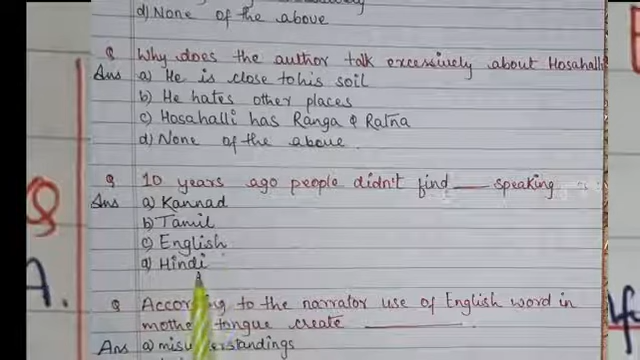 d) None of the above
Q Why does the author talk excessively about Hosahalli
Ans a) He is close to his soil
b) He hates other places
c) Hosahalli has Ranga & Ratna
d) None of the above.
Q 10 years ago people didn't find ___ speaking
Ans a) Kannad
b) Tamil
c) English
d) Hindi
Q According to the narrator use of English word in
mother tongue create ________.
Ans a) misunderstandings
Q
A.